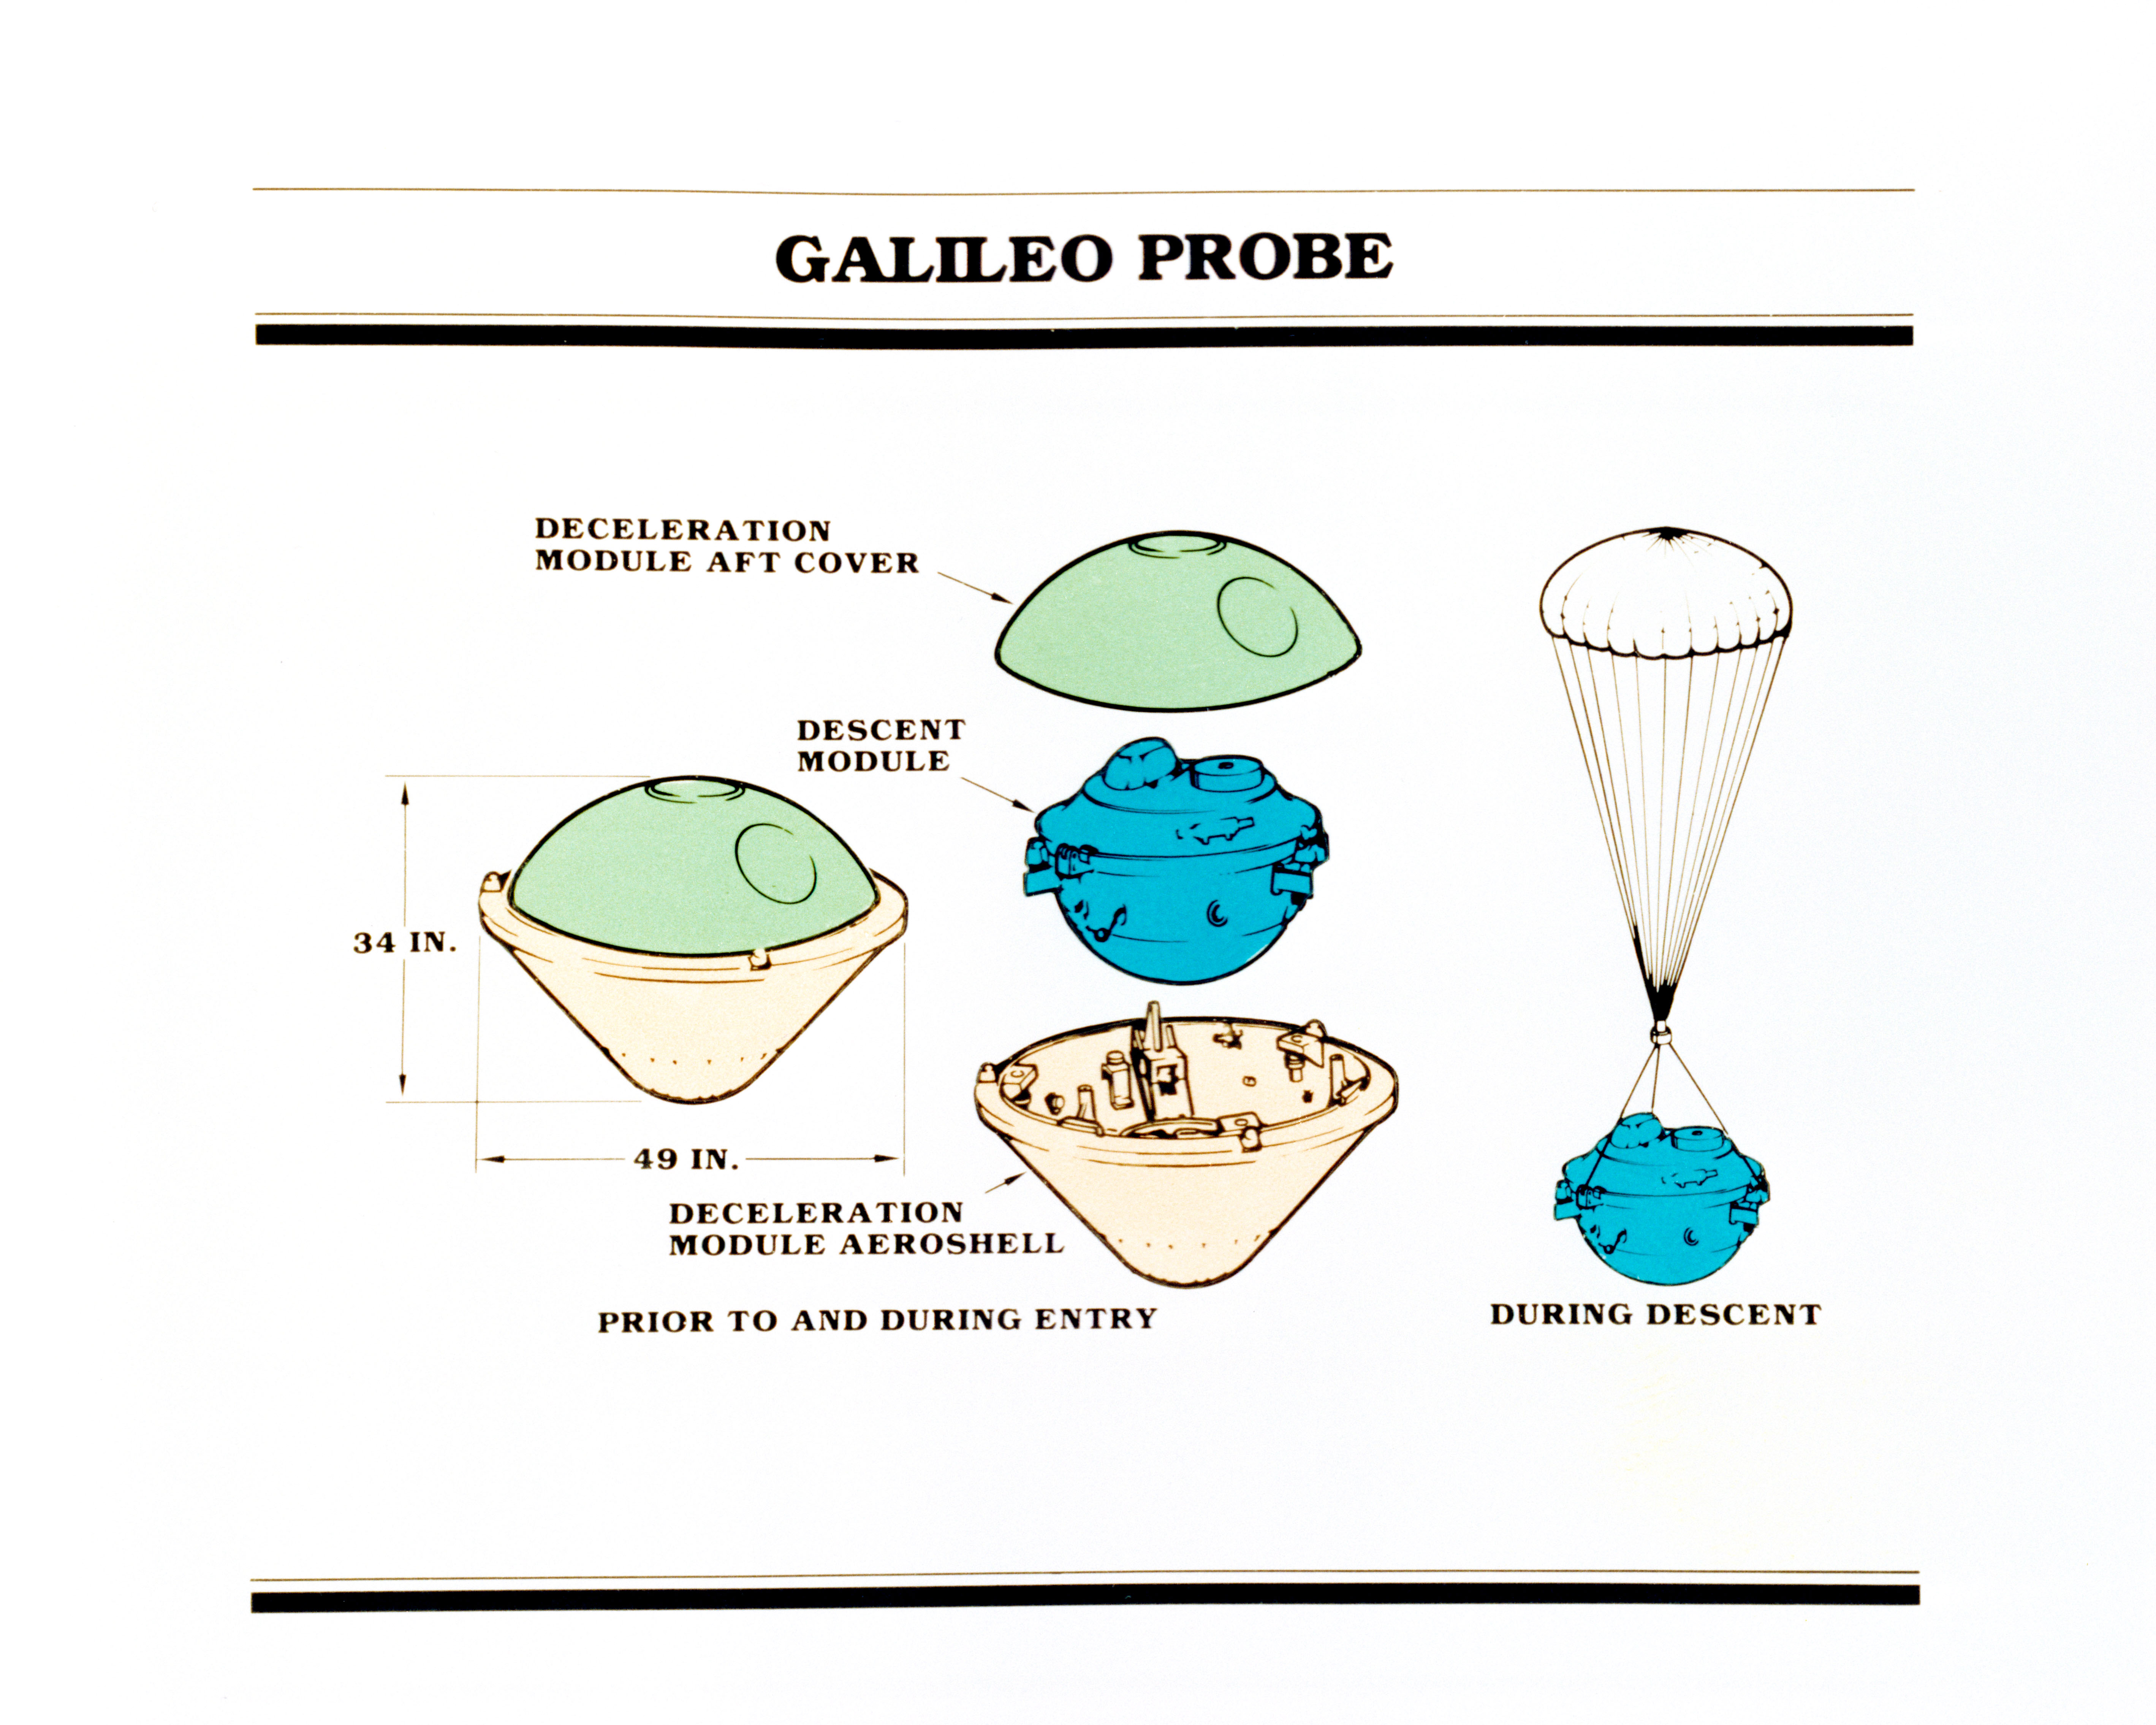 GALILEO PROBE
DECELERATION
MODULE AFT COVER
DESCENT
MODULE
34 IN.
49 IN.
DECELERATION
MODULE AEROSHELL
PRIOR TO AND DURING ENTRY
DURING DESCENT